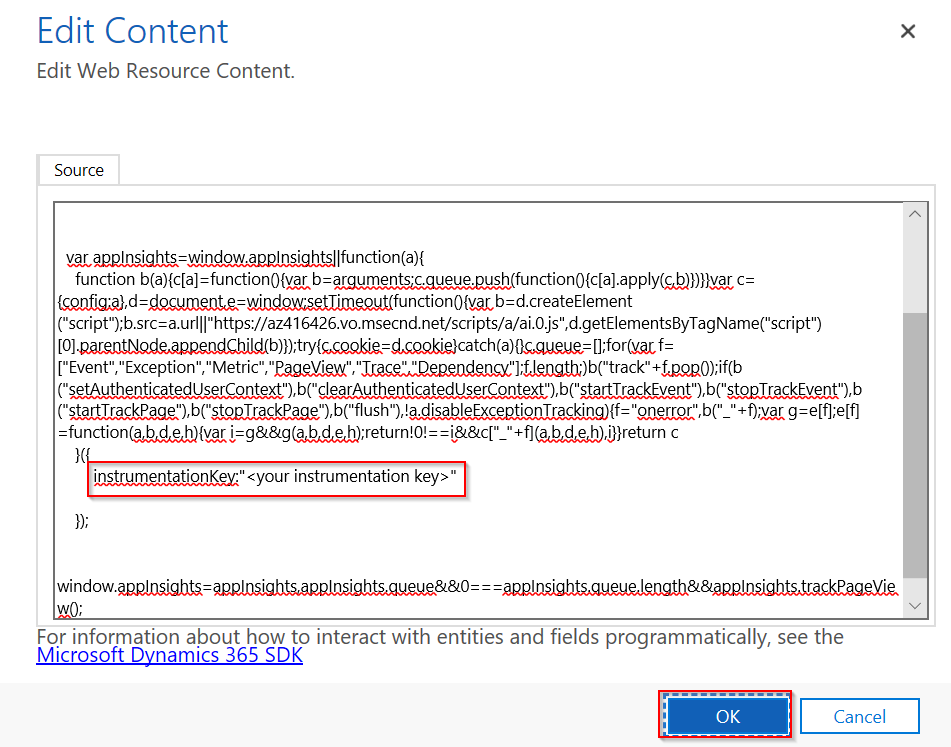 Edit Content
Edit Web Resource Content.
Source
var appInsights=window.appInsights||function(a){
function b(a){c[a]=function(){var b=arguments;c.queue.push(function(){c[a].apply(c,b)})}}var c=
{config:a},d=document,e=window;setTimeout(function(){var b=d.createElement
("script");b.src=a.url||"https://az416426.vo.msecnd.net/scripts/a/ai.0.js",d.getElementsByTagName("script")
[0].parentNode.appendChild(b)});try{c.cookie=d.cookie}catch(a){}c.queue=[];for(var f=
["Event","Exception","Metric","PageView","Trace","Dependency"];f.length;)b("track"+f.pop());if(b
("setAuthenticatedUserContext"),b("clearAuthenticatedUserContext"),b("startTrackEvent"),b("stopTrackEvent"),b
("startTrackPage"),b("stopTrackPage"),b("flush"),!a.disableExceptionTracking){f="onerror",b("_"+f);var g=e[f];e[f]
=function(a,b,d,e,h){var i=g&&g(a,b,d,e,h);return!0!==i&&c["_"+f](a,b,d,e,h),i}}return c
}({
instrumentationKey:"<your instrumentation key>"
});
window.appInsights=appInsights,appInsights.queue&&0===appInsights.queue.length&&appInsights.trackPageVie
w();
For information about how to interact with entities and fields programmatically, see the
Microsoft Dynamics 365 SDK
OK
Cancel